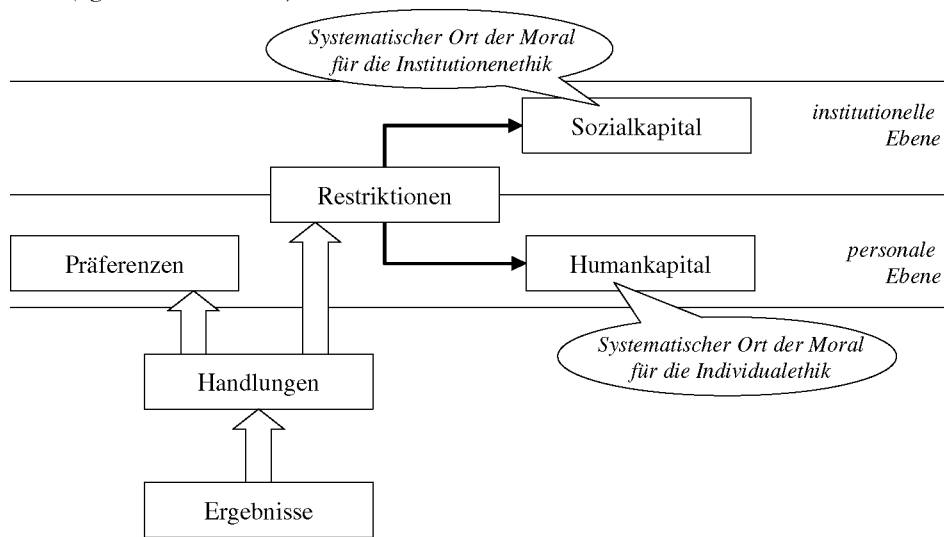 Systematischer Ort der Moral
für die Institutionenethik
Sozialkapital
institutionelle
Ebene
Restriktionen
Präferenzen
Humankapital
personale
Ebene
Systematischer Ort der Moral
für die Individualethik
Handlungen
Ergebnisse